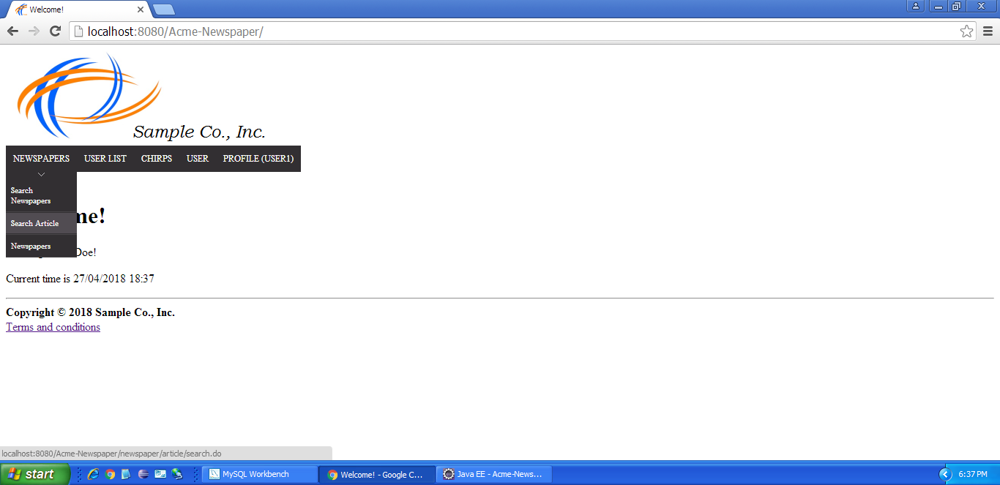 Welcome!
localhost:8080/Acme-Newspaper/
Sample Co., Inc.
NEWSPAPERS USER LIST CHIRPS USER PROFILE (USER1)
Search
Newspapers
me!
Search Article
Newspapers
Doe!
Current time is 27/04/2018 18:37
Copyright © 2018 Sample Co., Inc.
Terms and conditions
localhost:8080/Acme-Newspaper/newspaper/article/search.do
start MySQL Workbench Welcome! - Google C... Java EE - Acme-News... 6:37 PM